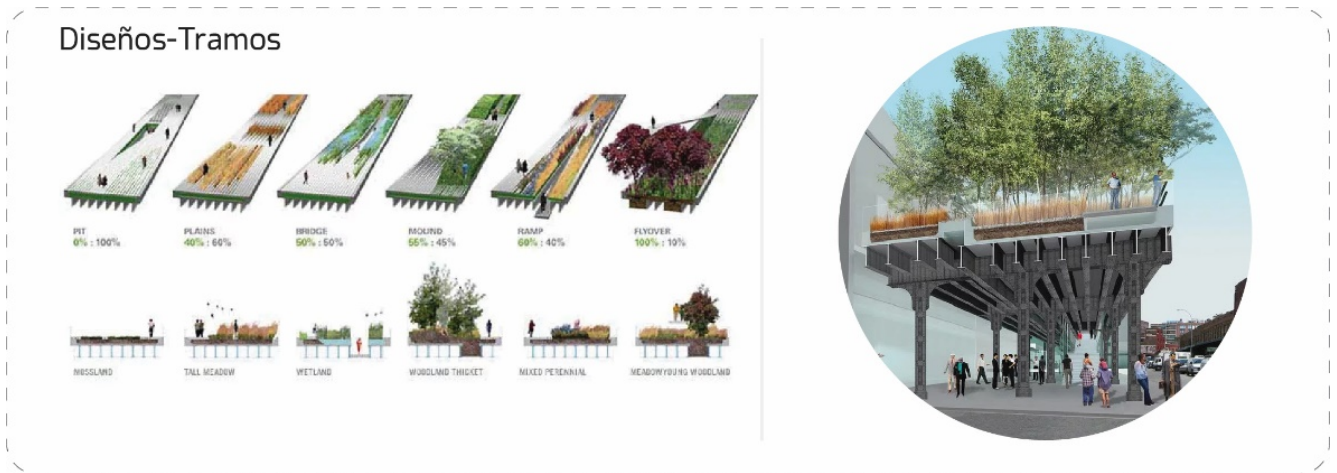 Diseños-Tramos
PIT
0% : 100%
PLAINS
40% : 60%
BRIDGE
50% : 50%
MOUND
55% : 45%
RAMP
60% : 40%
FLYOVER
100% : 10%
MOSSLAND
TALL MEADOW
WETLAND
WOODLAND THICKET
MIXED PERENNIAL
MEADOW/YOUNG WOODLAND